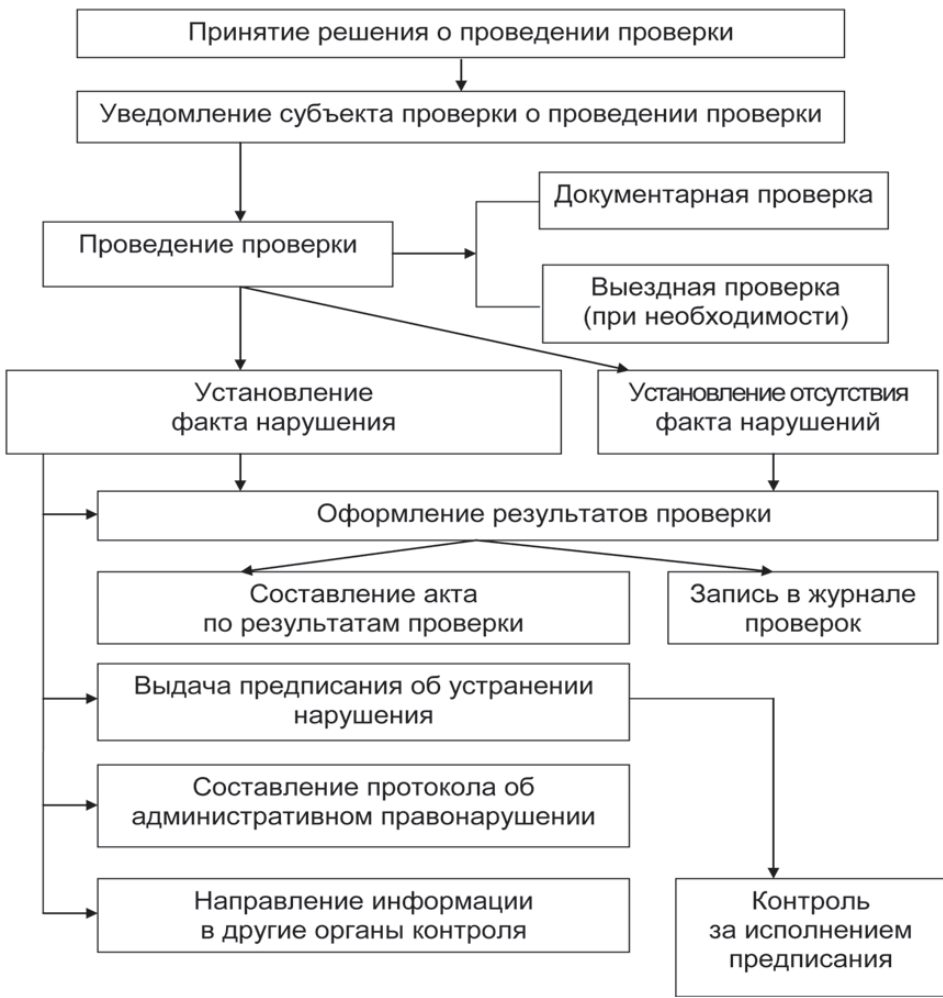 Принятие решения о проведении проверки
Уведомление субъекта проверки о проведении проверки
Документарная проверка
Проведение проверки
Выездная проверка
(при необходимости)
Установление
факта нарушения
Установление отсутствия
факта нарушений
Оформление результатов проверки
Составление акта
по результатам проверки
Запись в журнале
проверок
Выдача предписания об устранении
нарушения
Составление протокола об
административном правонарушении
Направление информации
в другие органы контроля
Контроль
за исполнением
предписания